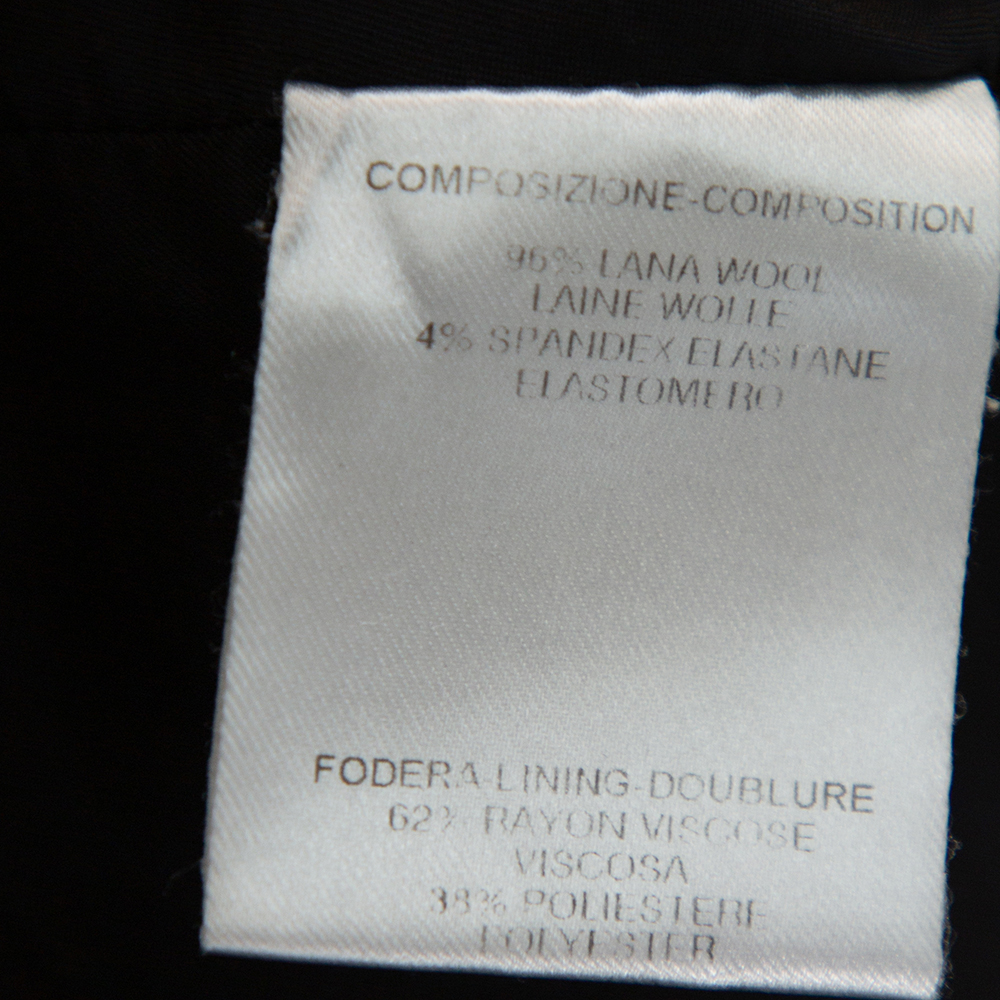 COMPOSIZIONE-COMPOSITION
96% LANA WOOL
LAINE WOLLE
4% SPANDEX ELASTANE
ELASTOMERO
FODERA-LINING-DOUBLURE
62% RAYON VISCOSE
VISCOSA
38% POLIESTERE
POLYESTER